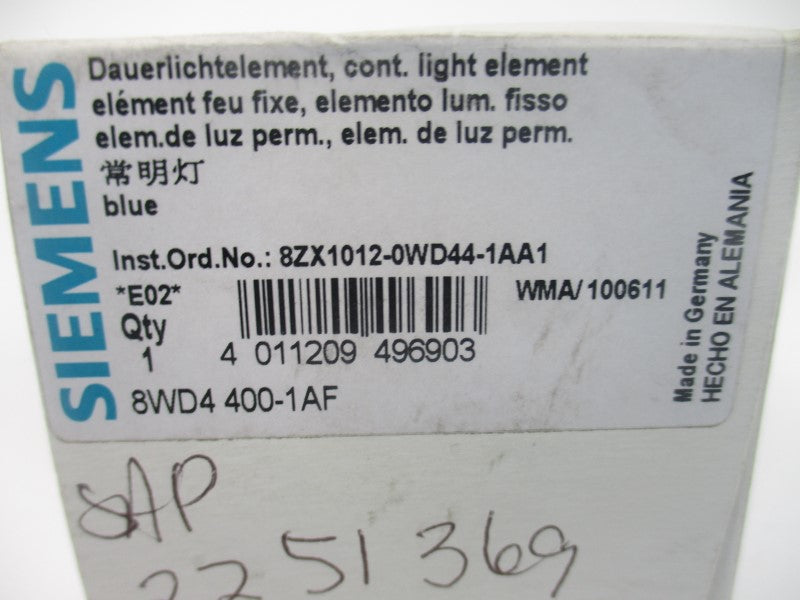 SIEMENS
Dauerlichtelement, cont. light element
elément feu fixe, elemento lum. fisso
elem.de luz perm., elem. de luz perm.
常明灯
blue
Inst.Ord.No.: 8ZX1012-0WD44-1AA1
*E02*
WMA/100611
Qty
1
4 011209 496903
8WD4 400-1AF
Made in Germany
HECHO EN ALEMANIA
SAP
2251369